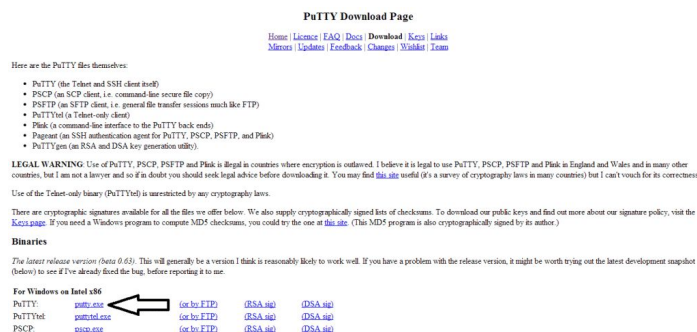 PuTTY Download Page
Home | Licence | FAQ | Docs | Download | Keys | Links
Mirrors | Updates | Feedback | Changes | Wishlist | Team
Here are the PuTTY files themselves:
• PuTTY (the Telnet and SSH client itself)
• PSCP (an SCP client, i.e. command-line secure file copy)
• PSFTP (an SFTP client, i.e. general file transfer sessions much like FTP)
• PuTTYtel (a Telnet-only client)
• Plink (a command-line interface to the PuTTY back ends)
• Pageant (an SSH authentication agent for PuTTY, PSCP, PSFTP, and Plink)
• PuTTYgen (an RSA and DSA key generation utility).
LEGAL WARNING: Use of PuTTY, PSCP, PSFTP and Plink is illegal in countries where encryption is outlawed. I believe it is legal to use PuTTY, PSCP, PSFTP and Plink in England and Wales and in many other
countries, but I am not a lawyer and so if in doubt you should seek legal advice before downloading it. You may find this site useful (it's a survey of cryptography laws in many countries) but I can't vouch for its correctness
Use of the Telnet-only binary (PuTTYtel) is unrestricted by any cryptography laws.
There are cryptographic signatures available for all the files we offer below. We also supply cryptographically signed lists of checksums. To download our public keys and find out more about our signature policy, visit the
Keys page. If you need a Windows program to compute MD5 checksums, you could try the one at this site. (This MD5 program is also cryptographically signed by its author.)
Binaries
The latest release version (beta 0.63). This will generally be a version I think is reasonably likely to work well. If you have a problem with the release version, it might be worth trying out the latest development snapshot
(below) to see if I've already fixed the bug, before reporting it to me.
For Windows on Intel x86
PuTTY: putty.exe (or by FTP) (RSA sig) (DSA sig)
PuTTYtel: puttytel.exe (or by FTP) (RSA sig) (DSA sig)
PSCP: pscp.exe (or by FTP) (RSA sig) (DSA sig)